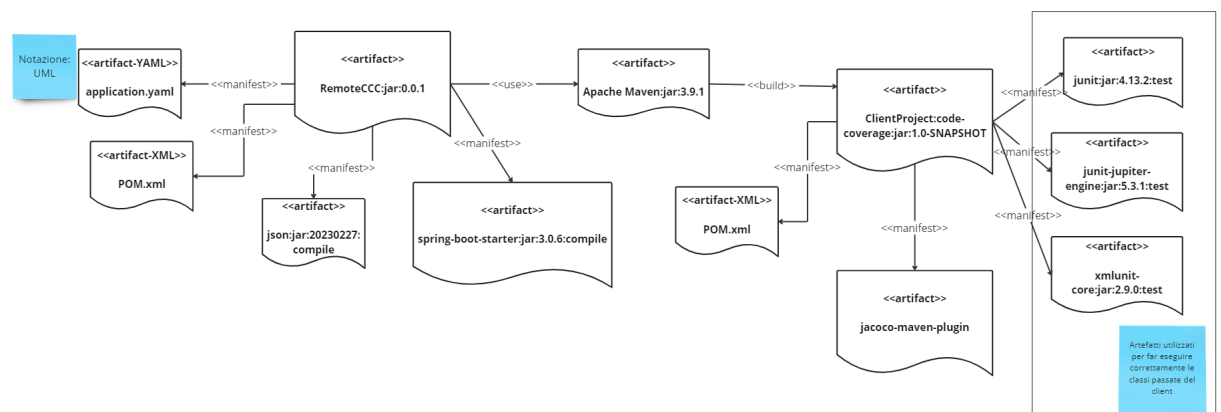 Notazione:
UML
<<artifact-YAML>>
application.yaml
<<manifest>>
<<artifact>>
RemoteCCC:jar:0.0.1
<<use>>
<<artifact>>
Apache Maven:jar:3.9.1
<<build>>
<<artifact>>
ClientProject:code-
coverage:jar:1.0-SNAPSHOT
<<manifest>>
<<artifact>>
junit:jar:4.13.2:test
<<manifest>>
<<artifact-XML>>
POM.xml
<<manifest>>
<<artifact>>
json:jar:20230227:
compile
<<manifest>>
<<artifact>>
spring-boot-starter:jar:3.0.6:compile
<<manifest>>
<<artifact-XML>>
POM.xml
<<manifest>>
<<artifact>>
jacoco-maven-plugin
<<manifest>>
<<artifact>>
junit-jupiter-
engine:jar:5.3.1:test
<<manifest>>
<<artifact>>
xmlunit-
core:jar:2.9.0:test
<<manifest>>
Artefatti utilizzati
per far eseguire
correttamente le
classi passate del
client